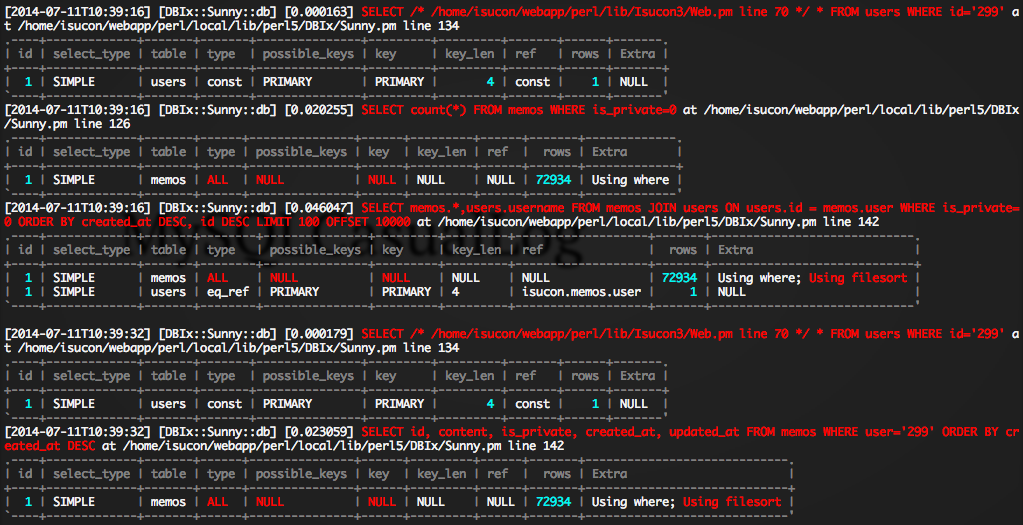 [2014-07-11T10:39:16] [DBIx::Sunny::db] [0.000163] SELECT /* /home/isucon/webapp/perl/lib/Isucon3/Web.pm line 70 */ * FROM users WHERE id='299' a
t /home/isucon/webapp/perl/local/lib/perl5/DBIx/Sunny.pm line 134
.----+-------------+-------+-------+---------------+---------+---------+-------+------+-------.
| id | select_type | table | type  | possible_keys | key     | key_len | ref   | rows | Extra |
+----+-------------+-------+-------+---------------+---------+---------+-------+------+-------+
|  1 | SIMPLE      | users | const | PRIMARY       | PRIMARY |       4 | const |    1 | NULL  |
`----+-------------+-------+-------+---------------+---------+---------+-------+------+-------'
[2014-07-11T10:39:16] [DBIx::Sunny::db] [0.020255] SELECT count(*) FROM memos WHERE is_private=0 at /home/isucon/webapp/perl/local/lib/perl5/DBIx
/Sunny.pm line 126
.----+-------------+-------+------+---------------+------+---------+------+-------+-------------.
| id | select_type | table | type | possible_keys | key  | key_len | ref  |  rows | Extra       |
+----+-------------+-------+------+---------------+------+---------+------+-------+-------------+
|  1 | SIMPLE      | memos | ALL  | NULL          | NULL | NULL    | NULL | 72934 | Using where |
`----+-------------+-------+------+---------------+------+---------+------+-------+-------------'
[2014-07-11T10:39:16] [DBIx::Sunny::db] [0.046047] SELECT memos.*,users.username FROM memos JOIN users ON users.id = memos.user WHERE is_private=
0 ORDER BY created_at DESC, id DESC LIMIT 100 OFFSET 10000 at /home/isucon/webapp/perl/local/lib/perl5/DBIx/Sunny.pm line 142
MySQLCasualLog
.----+-------------+-------+--------+---------------+---------+---------+-------------------+-------+-----------------------------.
| id | select_type | table | type   | possible_keys | key     | key_len | ref               |  rows | Extra                       |
+----+-------------+-------+--------+---------------+---------+---------+-------------------+-------+-----------------------------+
|  1 | SIMPLE      | memos | ALL    | NULL          | NULL    | NULL    | NULL              | 72934 | Using where; Using filesort |
|  1 | SIMPLE      | users | eq_ref | PRIMARY       | PRIMARY | 4       | isucon.memos.user |     1 | NULL                        |
`----+-------------+-------+--------+---------------+---------+---------+-------------------+-------+-----------------------------'
[2014-07-11T10:39:32] [DBIx::Sunny::db] [0.000179] SELECT /* /home/isucon/webapp/perl/lib/Isucon3/Web.pm line 70 */ * FROM users WHERE id='299' a
t /home/isucon/webapp/perl/local/lib/perl5/DBIx/Sunny.pm line 134
.----+-------------+-------+-------+---------------+---------+---------+-------+------+-------.
| id | select_type | table | type  | possible_keys | key     | key_len | ref   | rows | Extra |
+----+-------------+-------+-------+---------------+---------+---------+-------+------+-------+
|  1 | SIMPLE      | users | const | PRIMARY       | PRIMARY |       4 | const |    1 | NULL  |
`----+-------------+-------+-------+---------------+---------+---------+-------+------+-------'
[2014-07-11T10:39:32] [DBIx::Sunny::db] [0.023059] SELECT id, content, is_private, created_at, updated_at FROM memos WHERE user='299' ORDER BY cr
eated_at DESC at /home/isucon/webapp/perl/local/lib/perl5/DBIx/Sunny.pm line 142
.----+-------------+-------+------+---------------+------+---------+------+-------+-----------------------------.
| id | select_type | table | type | possible_keys | key  | key_len | ref  |  rows | Extra                       |
+----+-------------+-------+------+---------------+------+---------+------+-------+-----------------------------+
|  1 | SIMPLE      | memos | ALL  | NULL          | NULL | NULL    | NULL | 72934 | Using where; Using filesort |
`----+-------------+-------+------+---------------+------+---------+------+-------+-----------------------------'